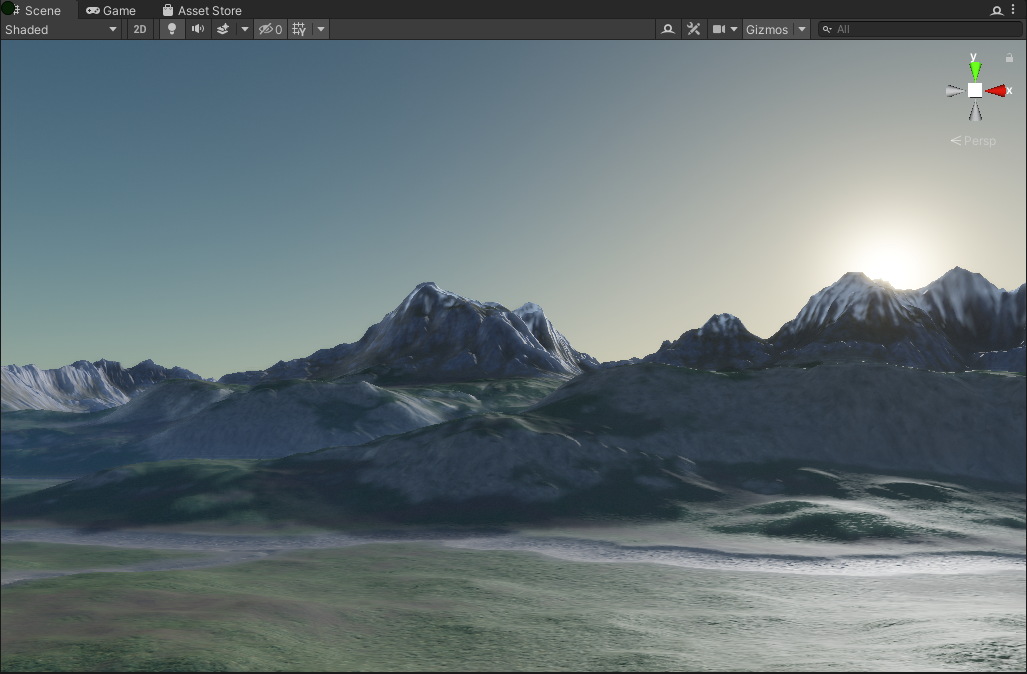 Scene Game Asset Store
Shaded 2D 0 Gizmos All
y
x
Persp